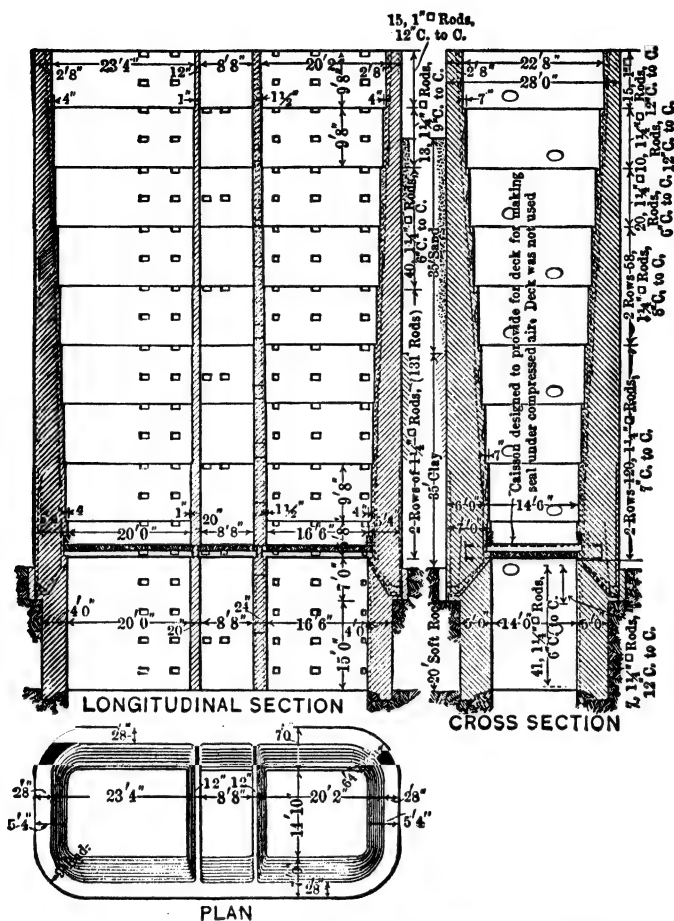 15, 1"□ Rods,
12"C. to C.
23'4"
12"
8'8"
20'2"
2'8"
2'8"
22'8"
28'0"
2'8"
4"
1"
1½"
4"
7"
9'8"
9'8"
13, 1¼"□ Rods,
9"C. to C.
40, 1¼"□ Rods,
6"C. to C.
35' Sand
2 Rows of 1¼"□ Rods, (131 Rods)
35' Clay
20' Soft Rock
15, 1"□
12"C. to C.
10, 1¼"□ Rods,
12"C. to C.
20, 1¼"□ Rods,
6"C. to C.
2 Rows 58,
1¼"□ Rods,
8"C. to C.
2 Rows 120, 1¼"□ Rods,
7"C. to C.
Caisson designed to provide for deck for making
seal under compressed air. Deck was not used
7"
4
1"
20"
1½"
9'8"
20'0"
8'8"
16'6"
6'0"
14'6"
7'0"
7'0"
4'0"
20'0"
20
8'8"
24"
16'6"
4'0"
15'0"
14'0"
41, 1¼"□ Rods,
6"C. to C.
7, 1¼"□ Rods,
12"C. to C.
LONGITUDINAL SECTION
CROSS SECTION
28"
28"
23'4"
12"
8'8"
12"
20'2"
28"
5'4"
14'10"
5'4"
28"
PLAN